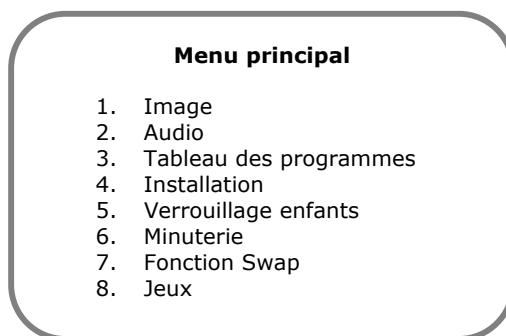 Menu principal
1. Image
2. Audio
3. Tableau des programmes
4. Installation
5. Verrouillage enfants
6. Minuterie
7. Fonction Swap
8. Jeux